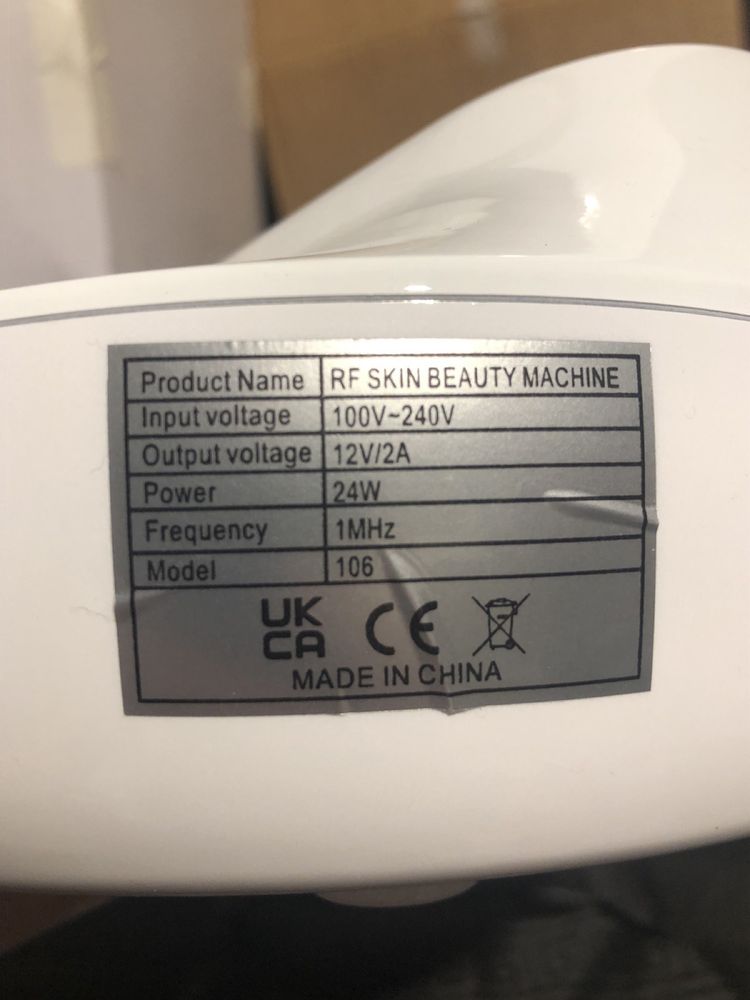 Product Name RF SKIN BEAUTY MACHINE
Input voltage 100V~240V
Output voltage 12V/2A
Power 24W
Frequency 1MHz
Model 106
UK CE
CA
MADE IN CHINA